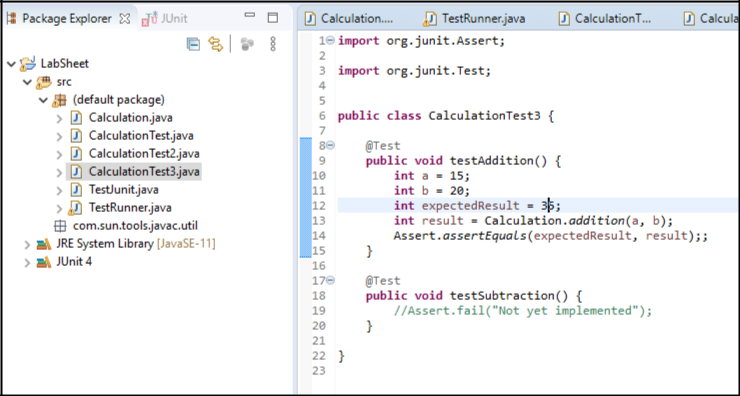 Package Explorer
JUnit
LabSheet
src
(default package)
Calculation.java
CalculationTest.java
CalculationTest2.java
CalculationTest3.java
TestJunit.java
TestRunner.java
com.sun.tools.javac.util
JRE System Library [JavaSE-11]
JUnit 4
Calculation....
TestRunner.java
CalculationT...
Calcula
1 import org.junit.Assert;
2
3 import org.junit.Test;
4
5
6 public class CalculationTest3 {
7
8 @Test
9 public void testAddition() {
10 int a = 15;
11 int b = 20;
12 int expectedResult =
13 int result = Calculation.addition(a, b);
14 Assert.assertEquals(expectedResult, result);;
15 }
16
17 @Test
18 public void testSubtraction() {
19 //Assert.fail("Not yet implemented");
20 }
21
22 }
23